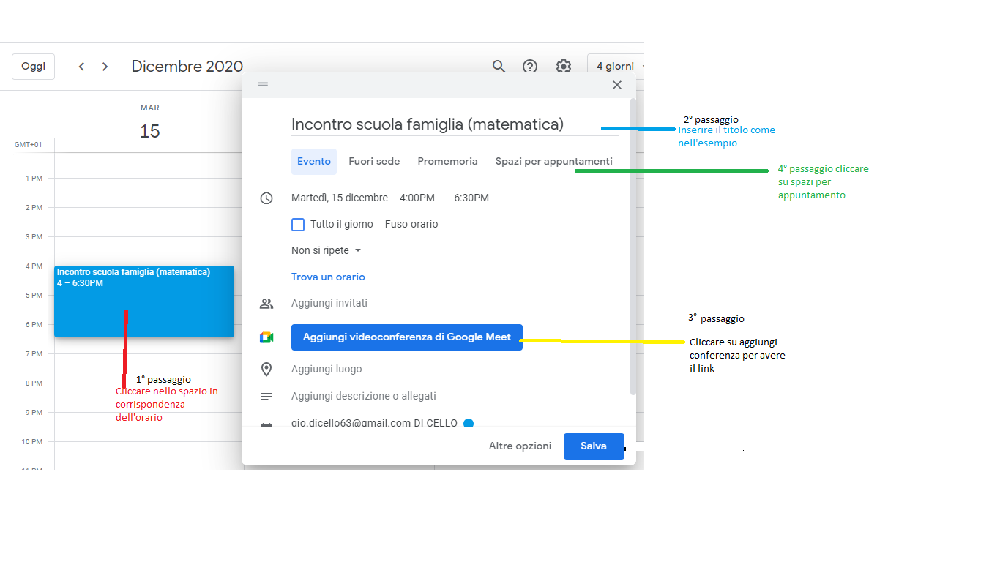 Oggi
Dicembre 2020
4 giorni
MAR
15
GMT+01
1 PM
2 PM
3 PM
4 PM
5 PM
6 PM
7 PM
8 PM
9 PM
10 PM
11 PM
Incontro scuola famiglia (matematica)
4 – 6:30PM
1° passaggio
Cliccare nello spazio in
corrispondenza
dell'orario
Incontro scuola famiglia (matematica)
Evento Fuori sede Promemoria Spazi per appuntamenti
Martedì, 15 dicembre 4:00PM – 6:30PM
Tutto il giorno Fuso orario
Non si ripete
Trova un orario
Aggiungi invitati
Aggiungi videoconferenza di Google Meet
Aggiungi luogo
Aggiungi descrizione o allegati
gio.dicello63@gmail.com DI CELLO
Altre opzioni Salva
2° passaggio
Inserire il titolo come
nell'esempio
4° passaggio cliccare
su spazi per
appuntamento
3° passaggio
Cliccare su aggiungi
conferenza per avere
il link